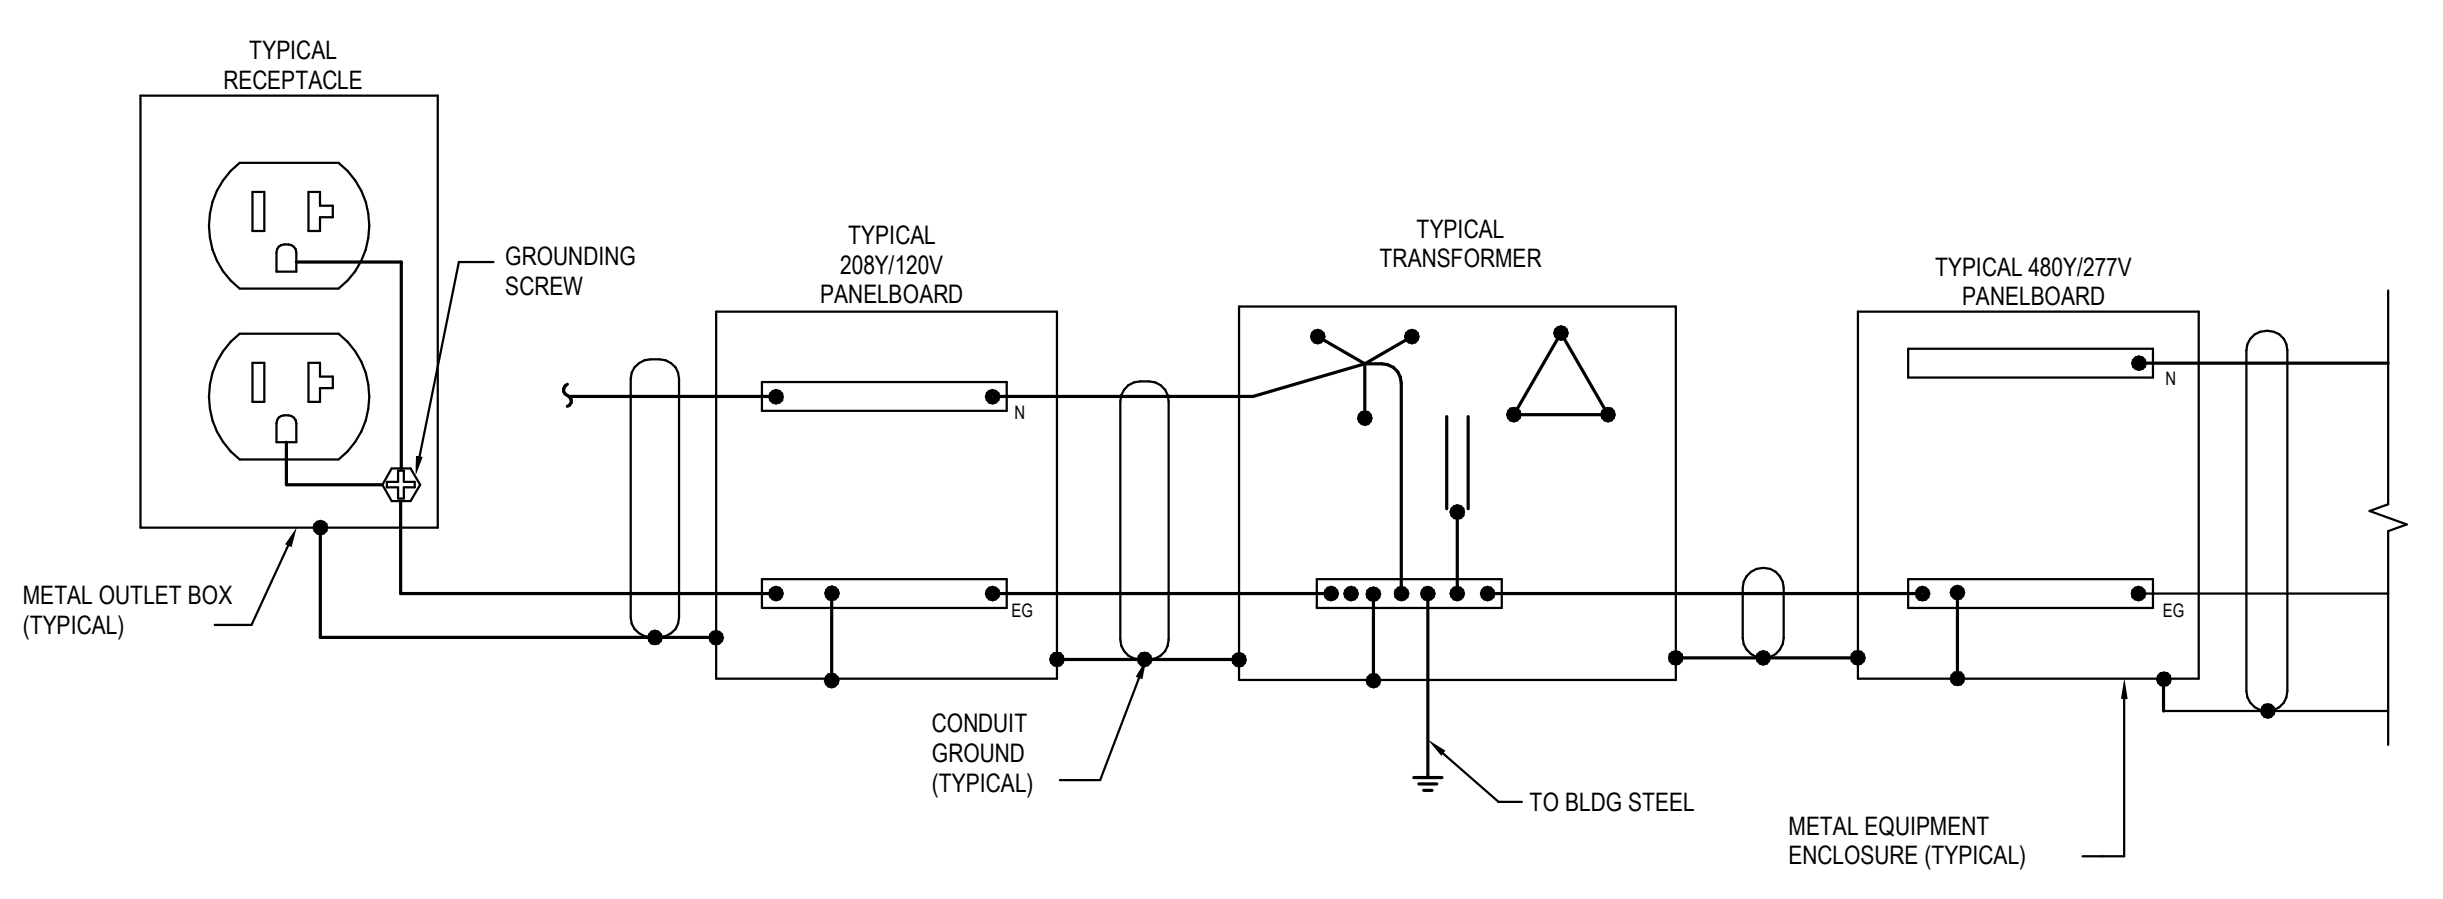 TYPICAL
RECEPTACLE
GROUNDING
SCREW
METAL OUTLET BOX
(TYPICAL)
TYPICAL
208Y/120V
PANELBOARD
N
EG
CONDUIT
GROUND
(TYPICAL)
TYPICAL
TRANSFORMER
TO BLDG STEEL
TYPICAL 480Y/277V
PANELBOARD
N
EG
METAL EQUIPMENT
ENCLOSURE (TYPICAL)